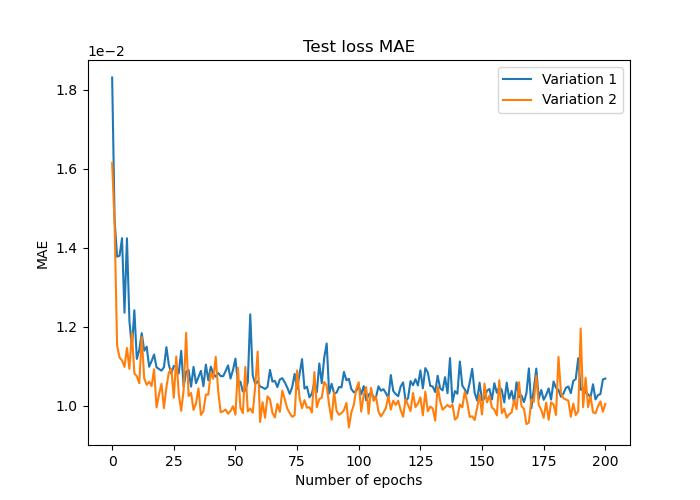 Test loss MAE
1e−2
Variation 1
Variation 2
1.8
1.6
1.4
1.2
1.0
MAE
0 25 50 75 100 125 150 175 200
Number of epochs